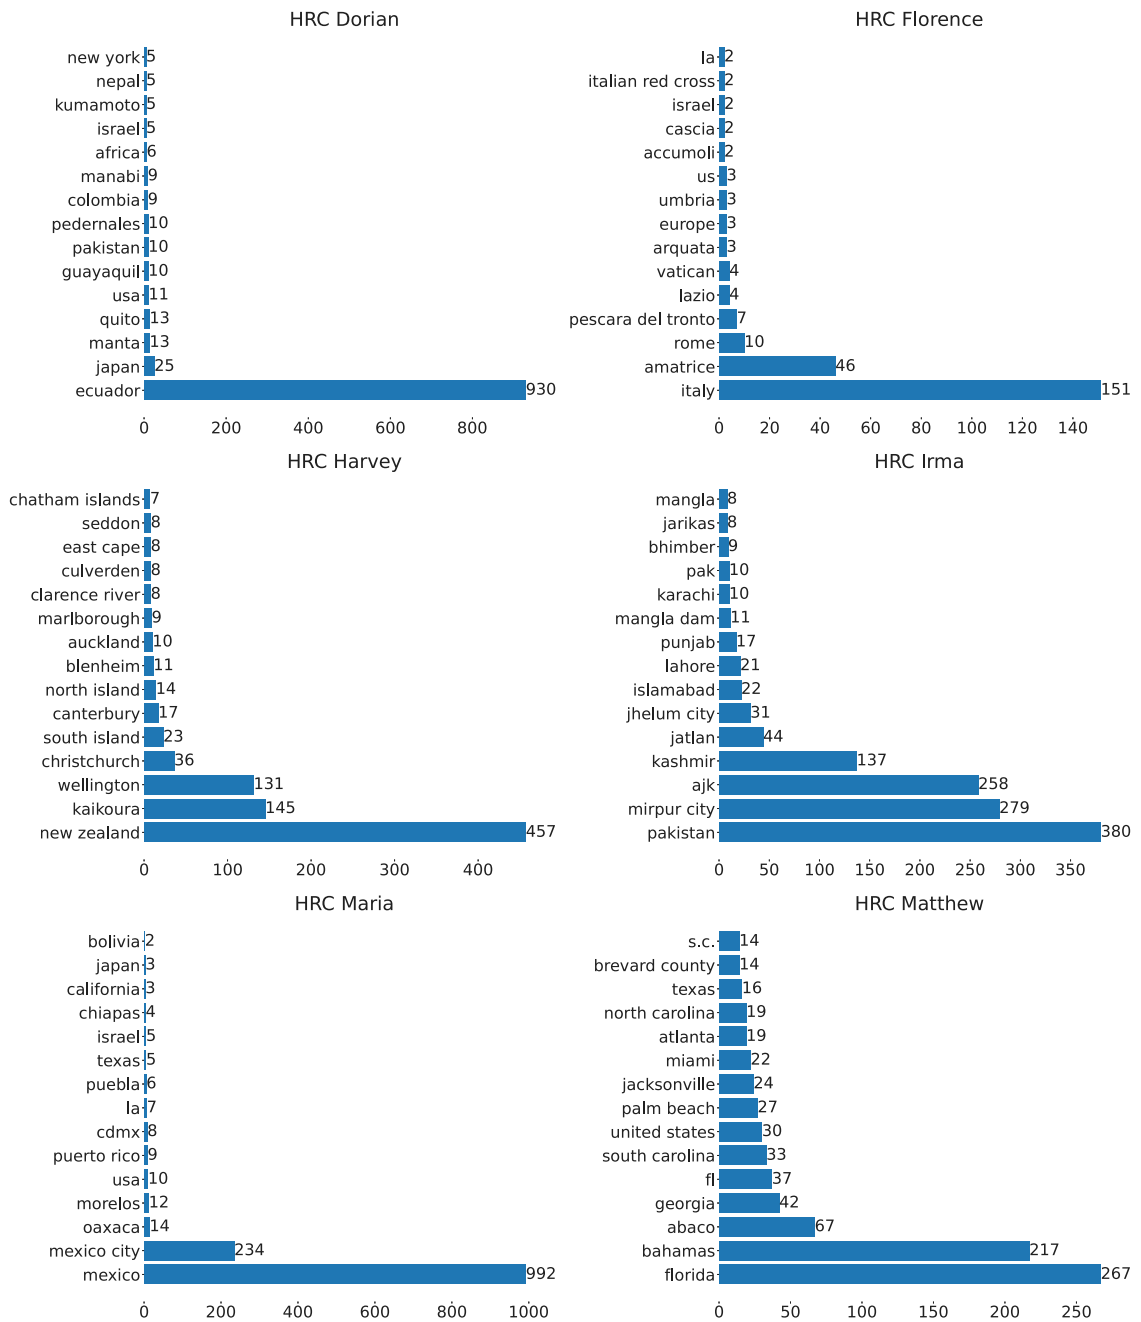 HRC Dorian
new york 5
nepal 5
kumamoto 5
israel 5
africa 6
manabi 9
colombia 9
pedernales 10
pakistan 10
guayaquil 10
usa 11
quito 13
manta 13
japan 25
ecuador 930
0 200 400 600 800
HRC Florence
la 2
italian red cross 2
israel 2
cascia 2
accumoli 2
us 3
umbria 3
europe 3
arquata 3
vatican 4
lazio 4
pescara del tronto 7
rome 10
amatrice 46
italy 151
0 20 40 60 80 100 120 140
HRC Harvey
chatham islands 7
seddon 8
east cape 8
culverden 8
clarence river 8
marlborough 9
auckland 10
blenheim 11
north island 14
canterbury 17
south island 23
christchurch 36
wellington 131
kaikoura 145
new zealand 457
0 100 200 300 400
HRC Irma
mangla 8
jarikas 8
bhimber 9
pak 10
karachi 10
mangla dam 11
punjab 17
lahore 21
islamabad 22
jhelum city 31
jatlan 44
kashmir 137
ajk 258
mirpur city 279
pakistan 380
0 50 100 150 200 250 300 350
HRC Maria
bolivia 2
japan 3
california 3
chiapas 4
israel 5
texas 5
puebla 6
la 7
cdmx 8
puerto rico 9
usa 10
morelos 12
oaxaca 14
mexico city 234
mexico 992
0 200 400 600 800 1000
HRC Matthew
s.c. 14
brevard county 14
texas 16
north carolina 19
atlanta 19
miami 22
jacksonville 24
palm beach 27
united states 30
south carolina 33
fl 37
georgia 42
abaco 67
bahamas 217
florida 267
0 50 100 150 200 250